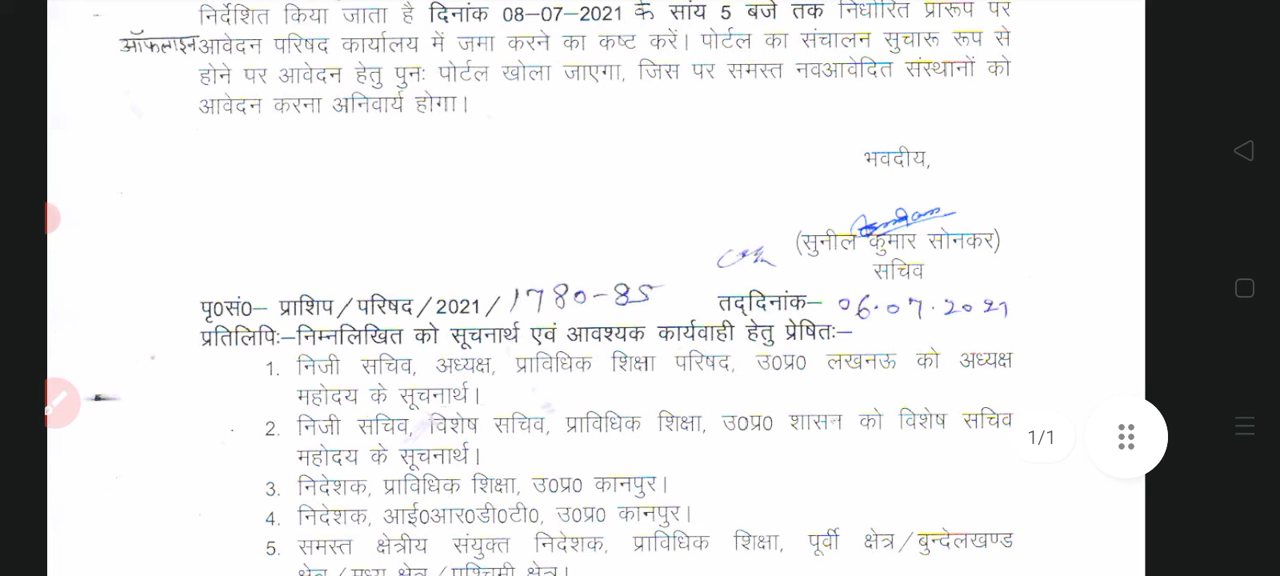 निर्देशित किया जाता है दिनांक 08-07-2021 के सांय 5 बजे तक निर्धारित प्रारूप पर
ऑफलाइन आवेदन परिषद कार्यालय में जमा करने का कष्ट करें। पोर्टल का संचालन सुचारू रूप से
होने पर आवेदन हेतु पुनः पोर्टल खोला जाएगा, जिस पर समस्त नवआवेदित संस्थानों को
आवेदन करना अनिवार्य होगा।
भवदीय,
(सुनील कुमार सोनकर)
सचिव
पृ0सं0– प्राशिप/परिषद/2021/1780-85 तद्दिनांक– 06.07.2021
प्रतिलिपिः–निम्नलिखित को सूचनार्थ एवं आवश्यक कार्यवाही हेतु प्रेषितः–
1. निजी सचिव, अध्यक्ष, प्राविधिक शिक्षा परिषद, उ0प्र0 लखनऊ को अध्यक्ष
महोदय के सूचनार्थ।
2. निजी सचिव, विशेष सचिव, प्राविधिक शिक्षा, उ0प्र0 शासन को विशेष सचिव
महोदय के सूचनार्थ।
3. निदेशक, प्राविधिक शिक्षा, उ0प्र0 कानपुर।
4. निदेशक, आई0आर0डी0टी0, उ0प्र0 कानपुर।
5. समस्त क्षेत्रीय संयुक्त निदेशक, प्राविधिक शिक्षा, पूर्वी क्षेत्र/बुन्देलखण्ड
क्षेत्र/मध्य क्षेत्र/पश्चिमी क्षेत्र।
1/1